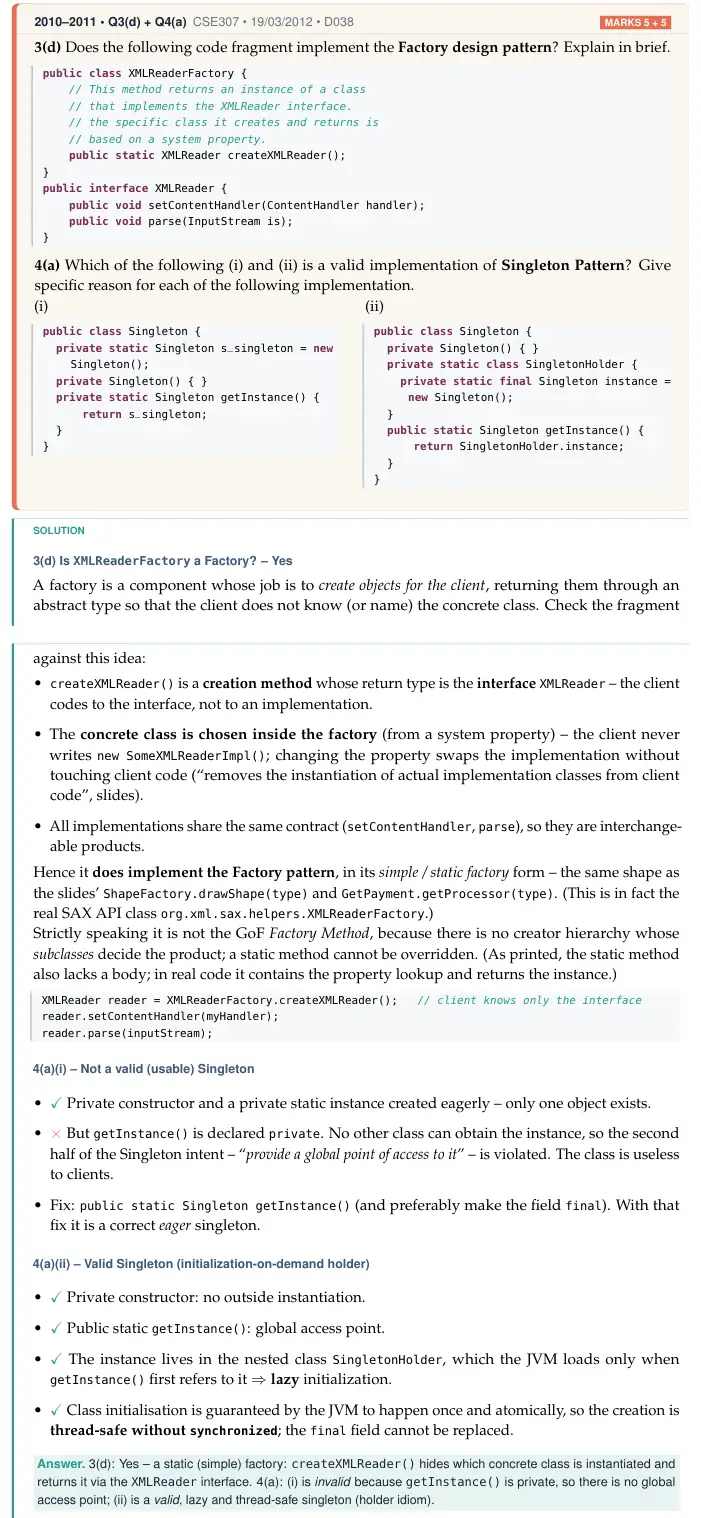 2010–2011 • Q3(d) + Q4(a) CSE307 • 19/03/2012 • D038
MARKS 5 + 5
3(d) Does the following code fragment implement the Factory design pattern? Explain in brief.
public class XMLReaderFactory {
// This method returns an instance of a class
// that implements the XMLReader interface.
// the specific class it creates and returns is
// based on a system property.
public static XMLReader createXMLReader();
}
public interface XMLReader {
public void setContentHandler(ContentHandler handler);
public void parse(InputStream is);
}
4(a) Which of the following (i) and (ii) is a valid implementation of Singleton Pattern? Give
specific reason for each of the following implementation.
(i)
public class Singleton {
private static Singleton s_singleton = new
Singleton();
private Singleton() { }
private static Singleton getInstance() {
return s_singleton;
}
}
(ii)
public class Singleton {
private Singleton() { }
private static class SingletonHolder {
private static final Singleton instance =
new Singleton();
}
public static Singleton getInstance() {
return SingletonHolder.instance;
}
}
SOLUTION
3(d) Is XMLReaderFactory a Factory? – Yes
A factory is a component whose job is to create objects for the client, returning them through an
abstract type so that the client does not know (or name) the concrete class. Check the fragment
against this idea:
• createXMLReader() is a creation method whose return type is the interface XMLReader – the client
codes to the interface, not to an implementation.
• The concrete class is chosen inside the factory (from a system property) – the client never
writes new SomeXMLReaderImpl(); changing the property swaps the implementation without
touching client code (“removes the instantiation of actual implementation classes from client
code”, slides).
• All implementations share the same contract (setContentHandler, parse), so they are interchange-
able products.
Hence it does implement the Factory pattern, in its simple / static factory form – the same shape as
the slides’ ShapeFactory.drawShape(type) and GetPayment.getProcessor(type). (This is in fact the
real SAX API class org.xml.sax.helpers.XMLReaderFactory.)
Strictly speaking it is not the GoF Factory Method, because there is no creator hierarchy whose
subclasses decide the product; a static method cannot be overridden. (As printed, the static method
also lacks a body; in real code it contains the property lookup and returns the instance.)
XMLReader reader = XMLReaderFactory.createXMLReader(); // client knows only the interface
reader.setContentHandler(myHandler);
reader.parse(inputStream);
4(a)(i) – Not a valid (usable) Singleton
• ✓ Private constructor and a private static instance created eagerly – only one object exists.
• × But getInstance() is declared private. No other class can obtain the instance, so the second
half of the Singleton intent – “provide a global point of access to it” – is violated. The class is useless
to clients.
• Fix: public static Singleton getInstance() (and preferably make the field final). With that
fix it is a correct eager singleton.
4(a)(ii) – Valid Singleton (initialization-on-demand holder)
• ✓ Private constructor: no outside instantiation.
• ✓ Public static getInstance(): global access point.
• ✓ The instance lives in the nested class SingletonHolder, which the JVM loads only when
getInstance() first refers to it ⇒ lazy initialization.
• ✓ Class initialisation is guaranteed by the JVM to happen once and atomically, so the creation is
thread-safe without synchronized; the final field cannot be replaced.
Answer. 3(d): Yes – a static (simple) factory: createXMLReader() hides which concrete class is instantiated and
returns it via the XMLReader interface. 4(a): (i) is invalid because getInstance() is private, so there is no global
access point; (ii) is a valid, lazy and thread-safe singleton (holder idiom).